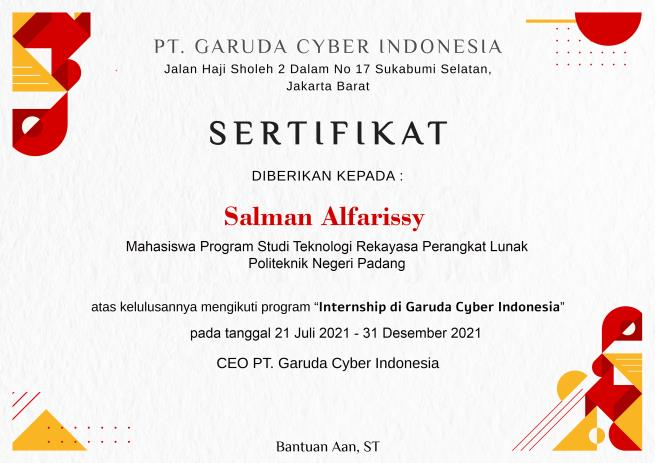 PT. GARUDA CYBER INDONESIA
Jalan Haji Sholeh 2 Dalam No 17 Sukabumi Selatan,
Jakarta Barat
SERTIFIKAT
DIBERIKAN KEPADA :
Salman Alfarissy
Mahasiswa Program Studi Teknologi Rekayasa Perangkat Lunak
Politeknik Negeri Padang
atas kelulusannya mengikuti program “Internship di Garuda Cyber Indonesia”
pada tanggal 21 Juli 2021 - 31 Desember 2021
CEO PT. Garuda Cyber Indonesia
Bantuan Aan, ST